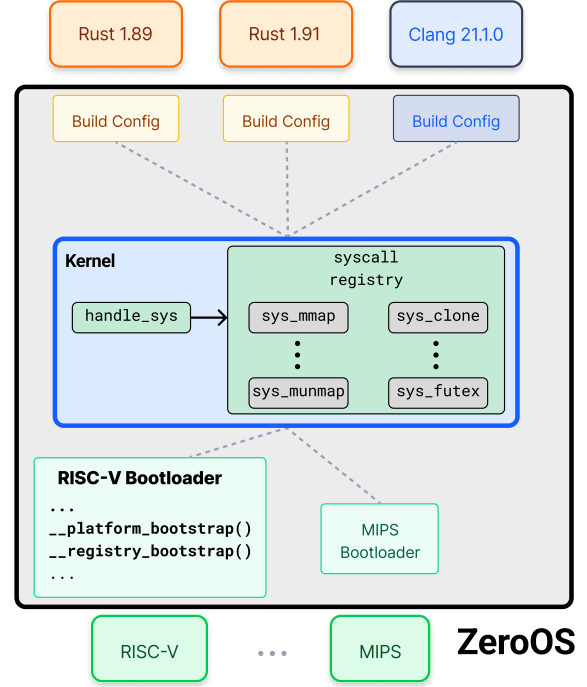 Rust 1.89
Rust 1.91
Clang 21.1.0
Build Config
Build Config
Build Config
Kernel
syscall
registry
handle_sys
sys_mmap
sys_clone
sys_munmap
sys_futex
RISC-V Bootloader
...
__platform_bootstrap()
__registry_bootstrap()
...
MIPS
Bootloader
RISC-V
...
MIPS
ZeroOS